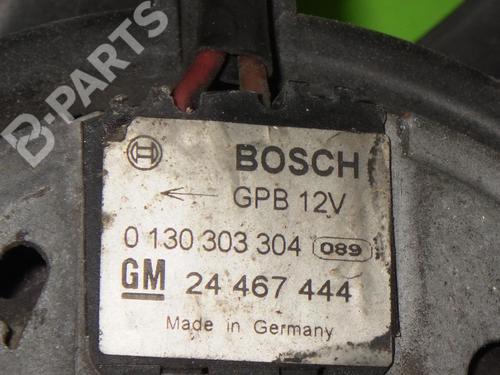 B-PARTS
BOSCH
GPB 12V
0 130 303 304 089
GM 24 467 444
Made in Germany